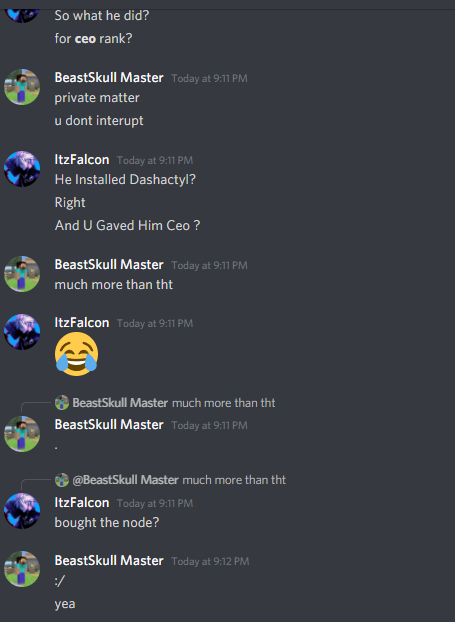 So what he did?
for ceo rank?
BeastSkull Master Today at 9:11 PM
private matter
u dont interupt
ItzFalcon Today at 9:11 PM
He Installed Dashactyl?
Right
And U Gaved Him Ceo ?
BeastSkull Master Today at 9:11 PM
much more than tht
ItzFalcon Today at 9:11 PM
BeastSkull Master much more than tht
BeastSkull Master Today at 9:11 PM
.
@BeastSkull Master much more than tht
ItzFalcon Today at 9:11 PM
bought the node?
BeastSkull Master Today at 9:12 PM
:/
yea